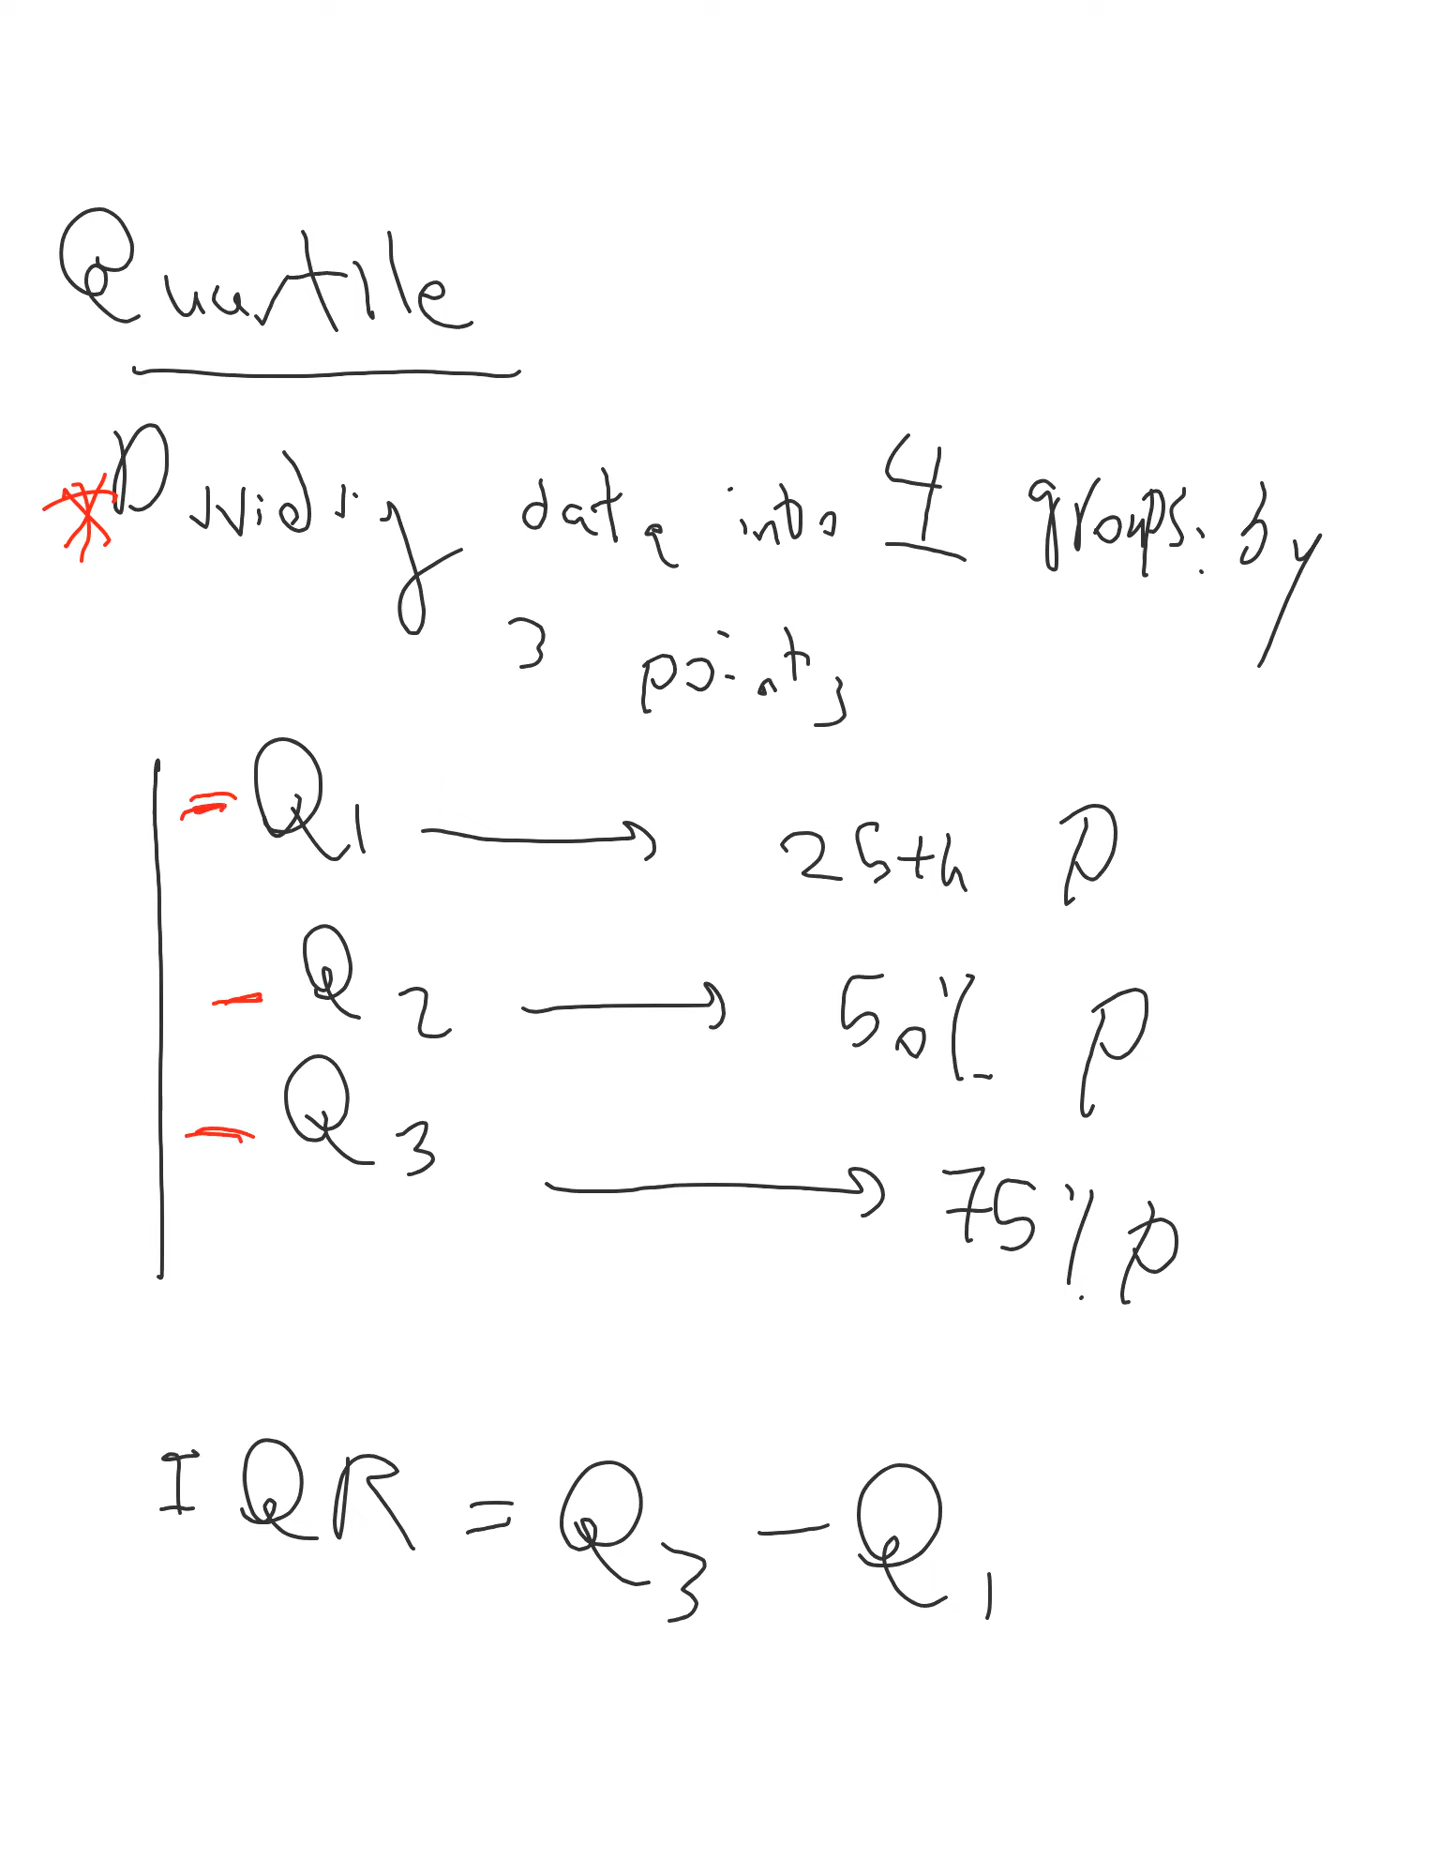 Quartile
* Dividing data into 4 groups: by
3 points
- Q1 → 25th P
- Q2 → 50% P
- Q3 → 75% P
IQR = Q3 - Q1